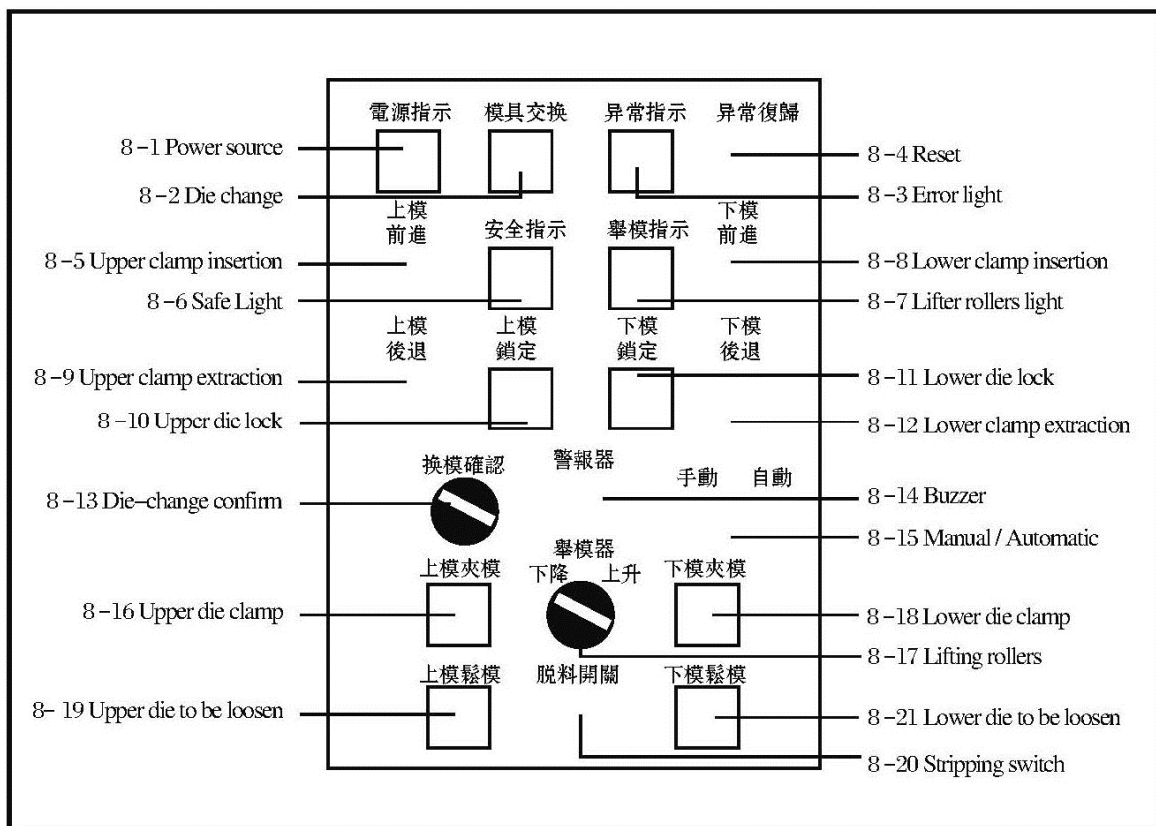 電源指示 模具交換 异常指示 异常復歸
8-1 Power source
8-4 Reset
8-2 Die change
8-3 Error light
上模
前進
安全指示 舉模指示
下模
前進
8-5 Upper clamp insertion
8-8 Lower clamp insertion
8-6 Safe Light
8-7 Lifter rollers light
上模
後退
上模
鎖定
下模
鎖定
下模
後退
8-9 Upper clamp extraction
8-11 Lower die lock
8-10 Upper die lock
8-12 Lower clamp extraction
换模確認
警報器
手動 自動
8-13 Die-change confirm
8-14 Buzzer
8-15 Manual / Automatic
舉模器
下降 上升
上模夾模
下模夾模
8-16 Upper die clamp
8-18 Lower die clamp
8-17 Lifting rollers
上模鬆模 脱料開關 下模鬆模
8-19 Upper die to be loosen
8-21 Lower die to be loosen
8-20 Stripping switch